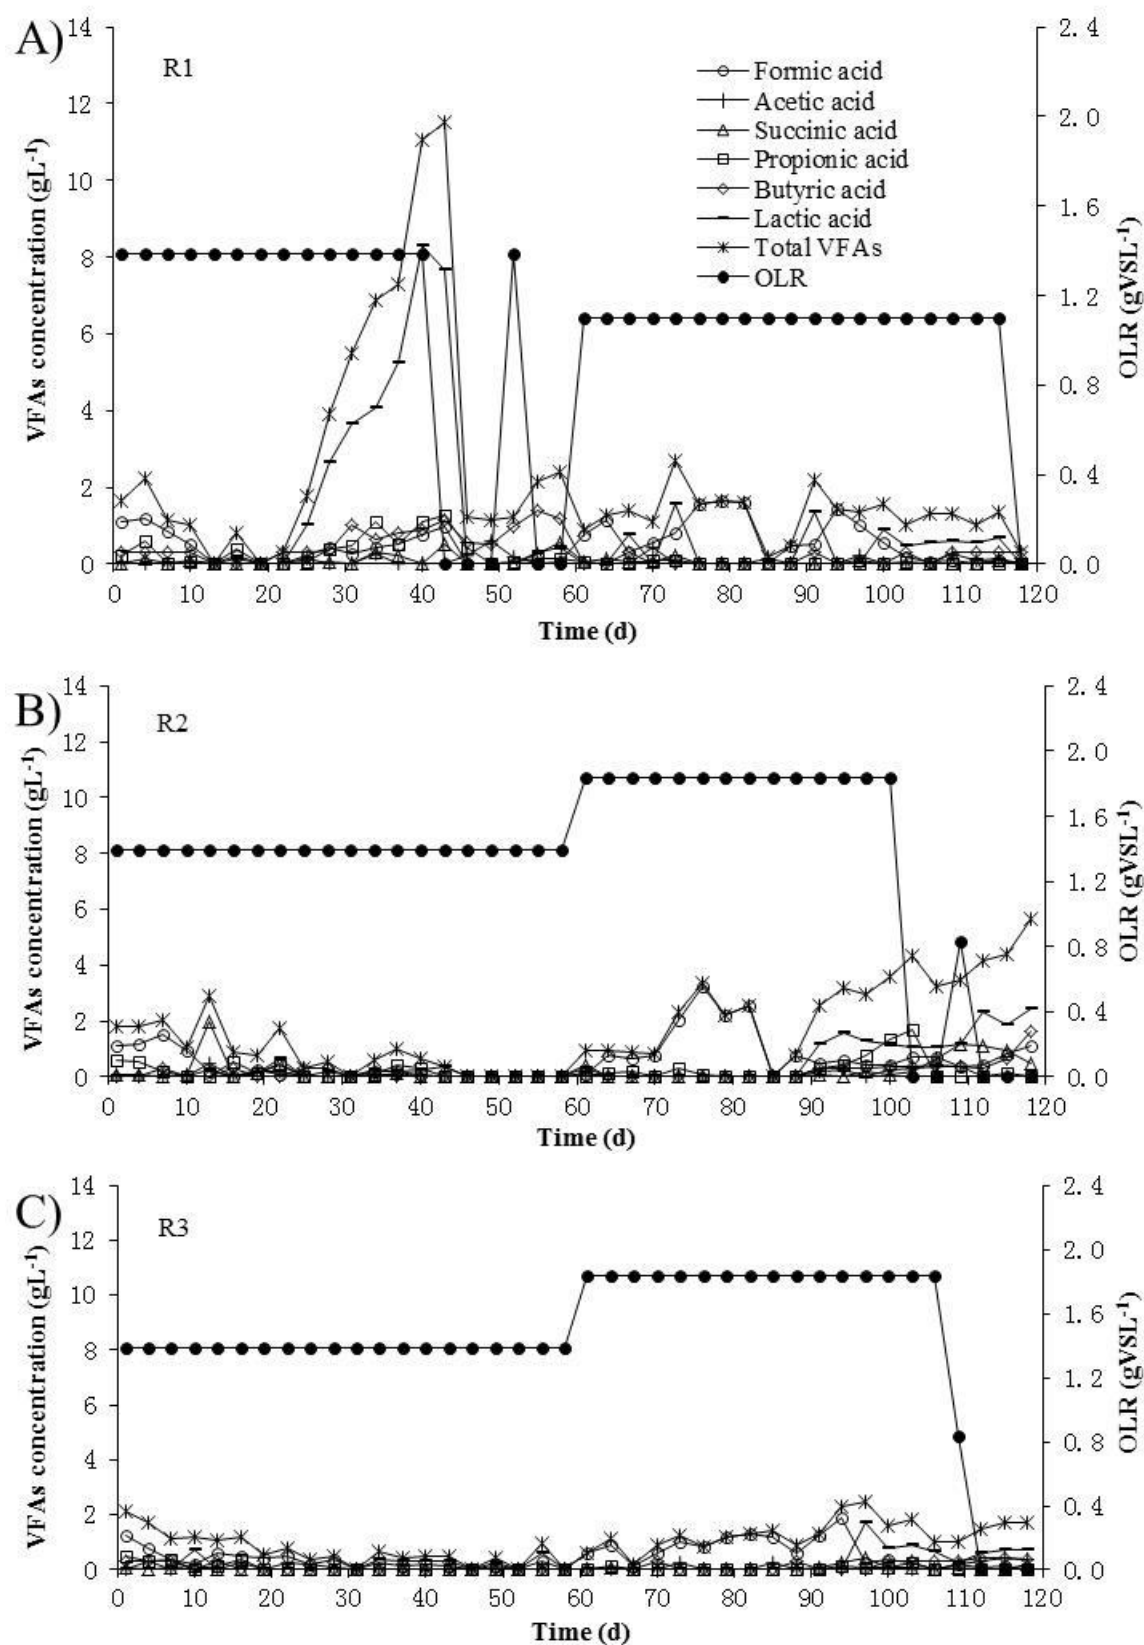 A)
R1
14
12
10
8
6
4
2
0
VFAs concentration (gL-1)
2.4
2.0
1.6
1.2
0.8
0.4
0.0
OLR (gVSL-1)
Formic acid
Acetic acid
Succinic acid
Propionic acid
Butyric acid
Lactic acid
Total VFAs
OLR
0 10 20 30 40 50 60 70 80 90 100 110 120
Time (d)
B)
R2
14
12
10
8
6
4
2
0
VFAs concentration (gL-1)
2.4
2.0
1.6
1.2
0.8
0.4
0.0
OLR (gVSL-1)
0 10 20 30 40 50 60 70 80 90 100 110 120
Time (d)
C)
R3
14
12
10
8
6
4
2
0
VFAs concentration (gL-1)
2.4
2.0
1.6
1.2
0.8
0.4
0.0
OLR (gVSL-1)
0 10 20 30 40 50 60 70 80 90 100 110 120
Time (d)